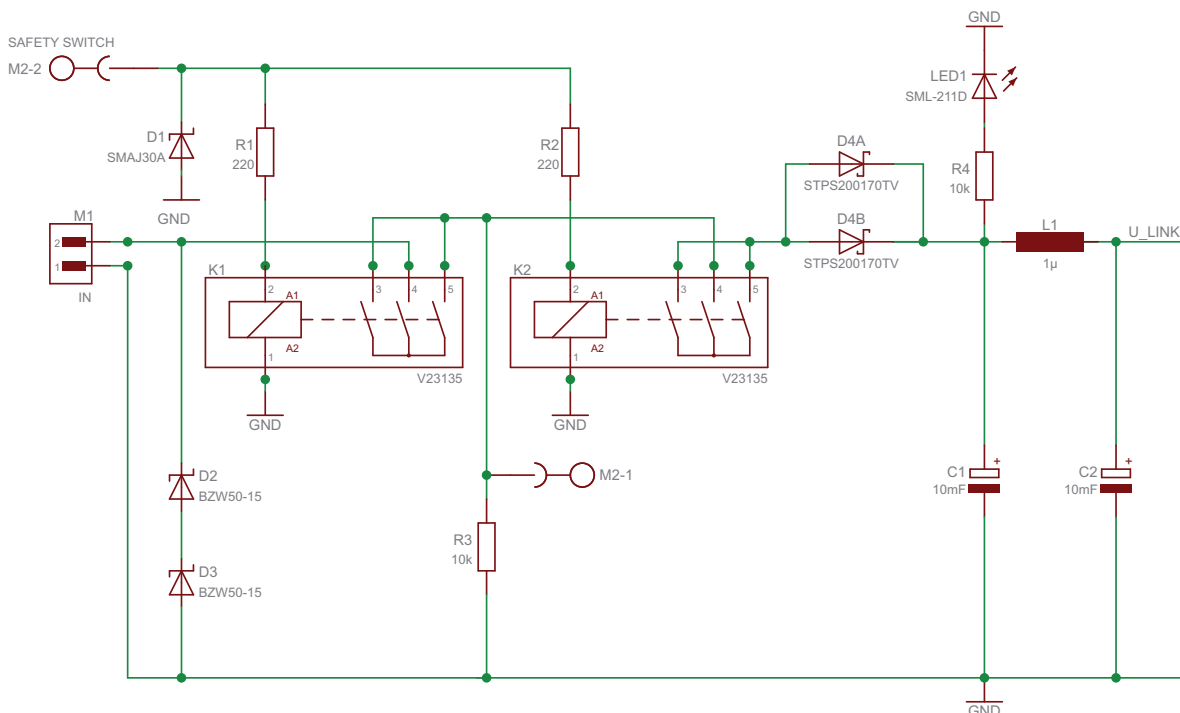 GND
SAFETY SWITCH
M2-2
LED1
SML-211D
D1
SMAJ30A
R1
220
R2
220
D4A
STPS200170TV
R4
10k
GND
M1
2
1
IN
D4B
STPS200170TV
L1
1µ
U_LINK
K1
2
A1
A2
1
3
4
5
V23135
GND
K2
2
A1
A2
1
3
4
5
V23135
GND
D2
BZW50-15
M2-1
C1
+
10mF
C2
+
10mF
R3
10k
D3
BZW50-15
GND